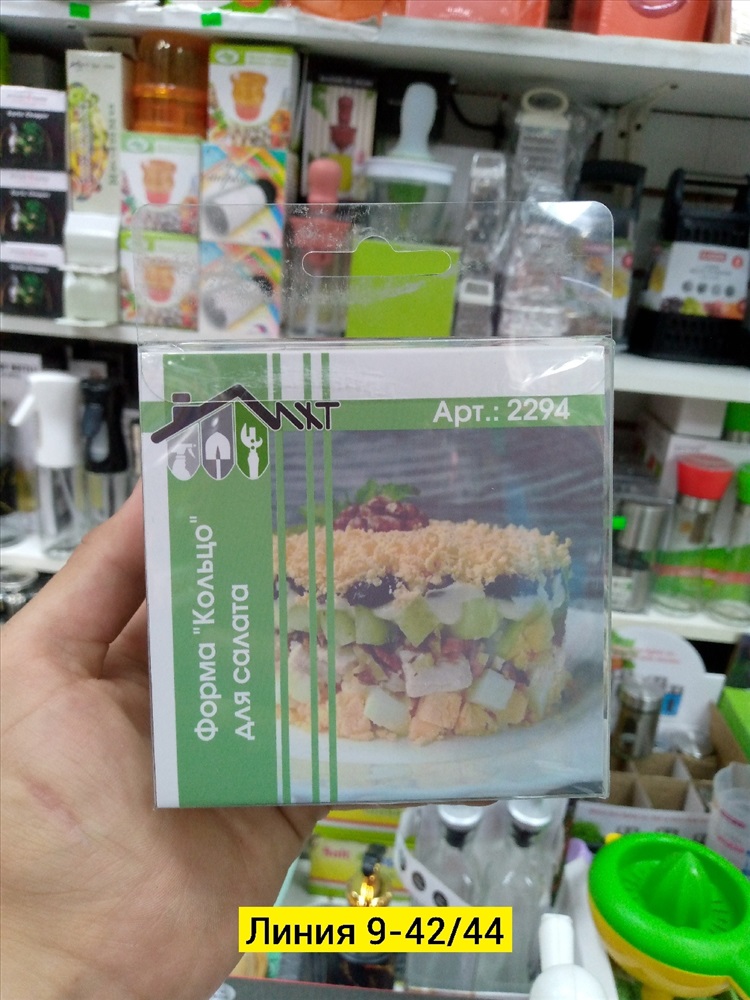 МХТ
Арт.: 2294
Форма "Кольцо"
для салата
Линия 9-42/44